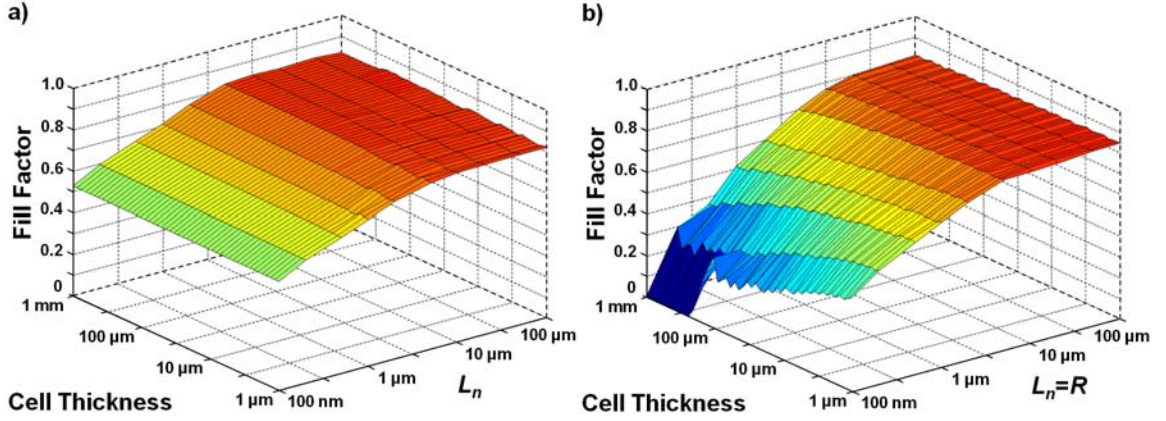 a)
Fill Factor
1.0
0.8
0.6
0.4
0.2
0
1 mm
100 µm
10 µm
1 µm
Cell Thickness
100 nm
1 µm
10 µm
100 µm
Ln
b)
Fill Factor
1.0
0.8
0.6
0.4
0.2
0
1 mm
100 µm
10 µm
1 µm
Cell Thickness
100 nm
1 µm
10 µm
100 µm
Ln=R